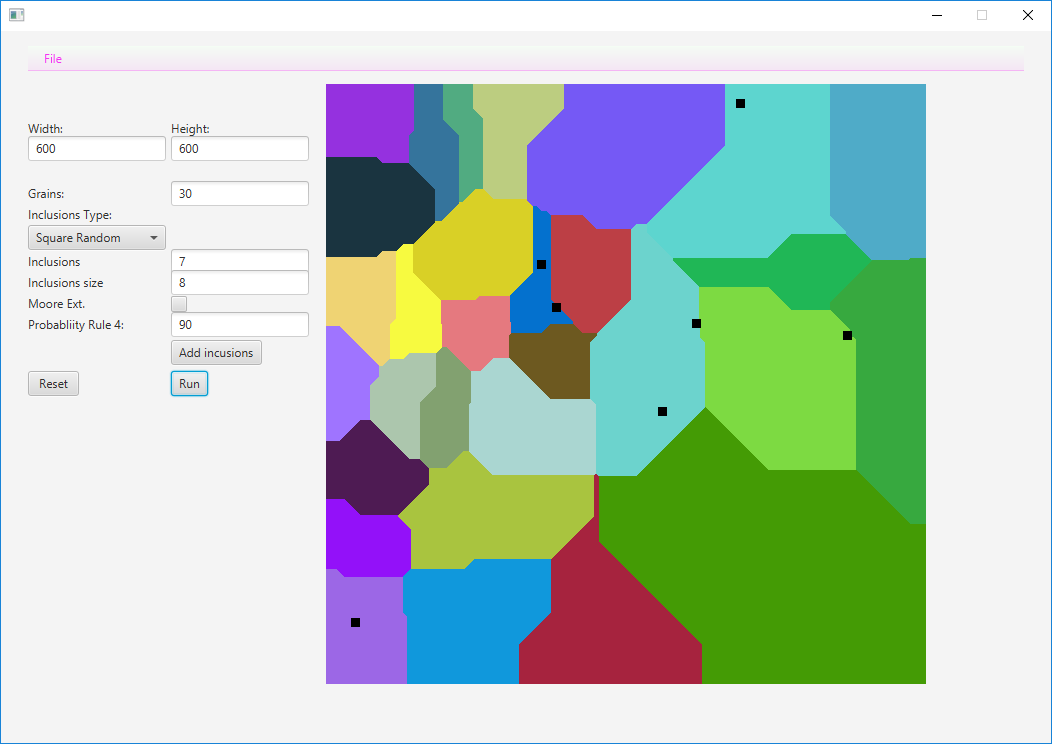 File
Width: Height:
600 600
Grains: 30
Inclusions Type:
Square Random
Inclusions 7
Inclusions size 8
Moore Ext.
Probabliity Rule 4: 90
Add incusions
Reset Run